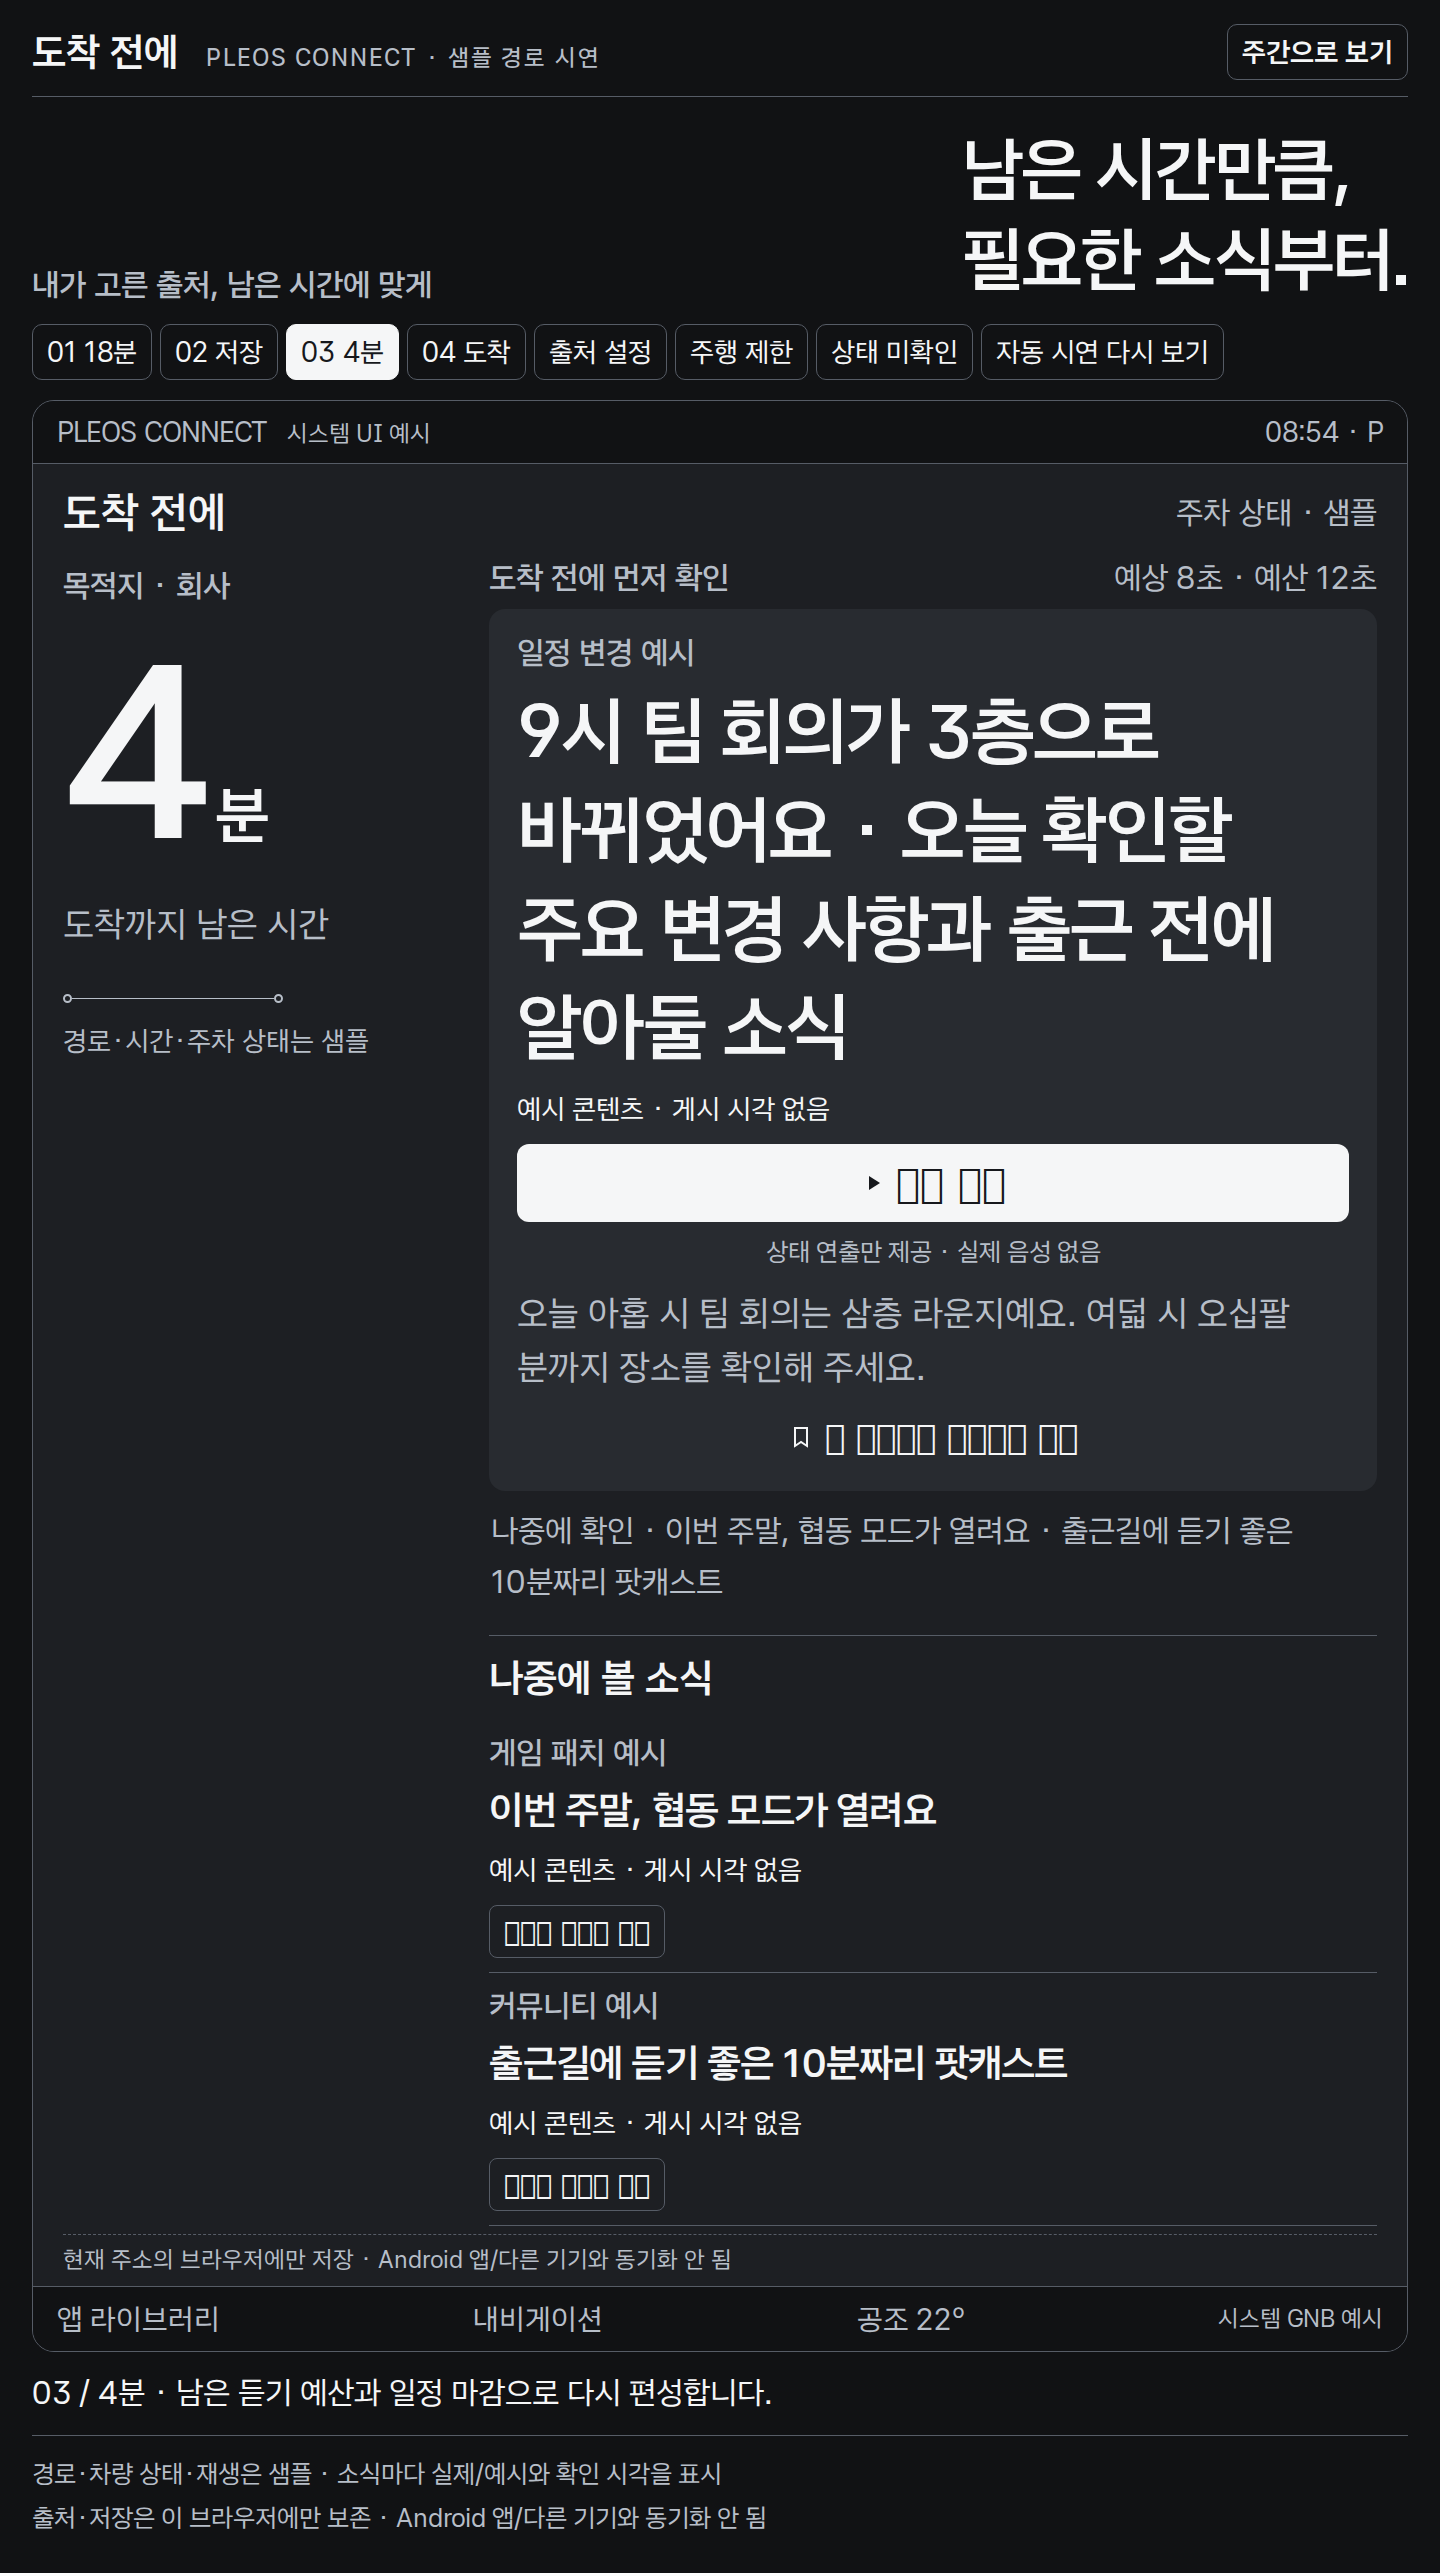 도착 전에 PLEOS CONNECT · 샘플 경로 시연
주간으로 보기
남은 시간만큼,
필요한 소식부터.
내가 고른 출처, 남은 시간에 맞게
01 18분
02 저장
03 4분
04 도착
출처 설정
주행 제한
상태 미확인
자동 시연 다시 보기
PLEOS CONNECT 시스템 UI 예시
08:54 · P
도착 전에
주차 상태 · 샘플
목적지 · 회사
4분
도착까지 남은 시간
경로·시간·주차 상태는 샘플
도착 전에 먼저 확인
예상 8초 · 예산 12초
일정 변경 예시
9시 팀 회의가 3층으로
바뀌었어요 · 오늘 확인할
주요 변경 사항과 출근 전에
알아둘 소식
예시 콘텐츠 · 게시 시각 없음
상태 연출만 제공 · 실제 음성 없음
오늘 아홉 시 팀 회의는 삼층 라운지예요. 여덟 시 오십팔
분까지 장소를 확인해 주세요.
나중에 확인 · 이번 주말, 협동 모드가 열려요 · 출근길에 듣기 좋은
10분짜리 팟캐스트
나중에 볼 소식
게임 패치 예시
이번 주말, 협동 모드가 열려요
예시 콘텐츠 · 게시 시각 없음
커뮤니티 예시
출근길에 듣기 좋은 10분짜리 팟캐스트
예시 콘텐츠 · 게시 시각 없음
현재 주소의 브라우저에만 저장 · Android 앱/다른 기기와 동기화 안 됨
앱 라이브러리
내비게이션
공조 22°
시스템 GNB 예시
03 / 4분 · 남은 듣기 예산과 일정 마감으로 다시 편성합니다.
경로·차량 상태·재생은 샘플 · 소식마다 실제/예시와 확인 시각을 표시
출처·저장은 이 브라우저에만 보존 · Android 앱/다른 기기와 동기화 안 됨